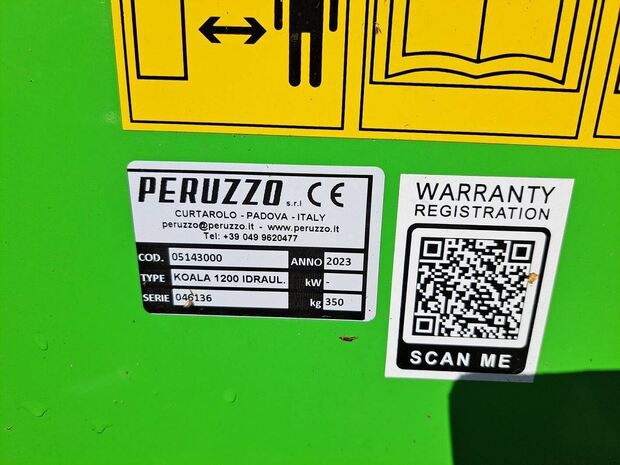 PERUZZO s.r.l CE
CURTAROLO - PADOVA - ITALY
peruzzo@peruzzo.it - www.peruzzo.it
Tel: +39 049 9620477
COD. 05143000 ANNO 2023
TYPE KOALA 1200 IDRAUL. kW -
SERIE 046136 kg 350
WARRANTY
REGISTRATION
SCAN ME